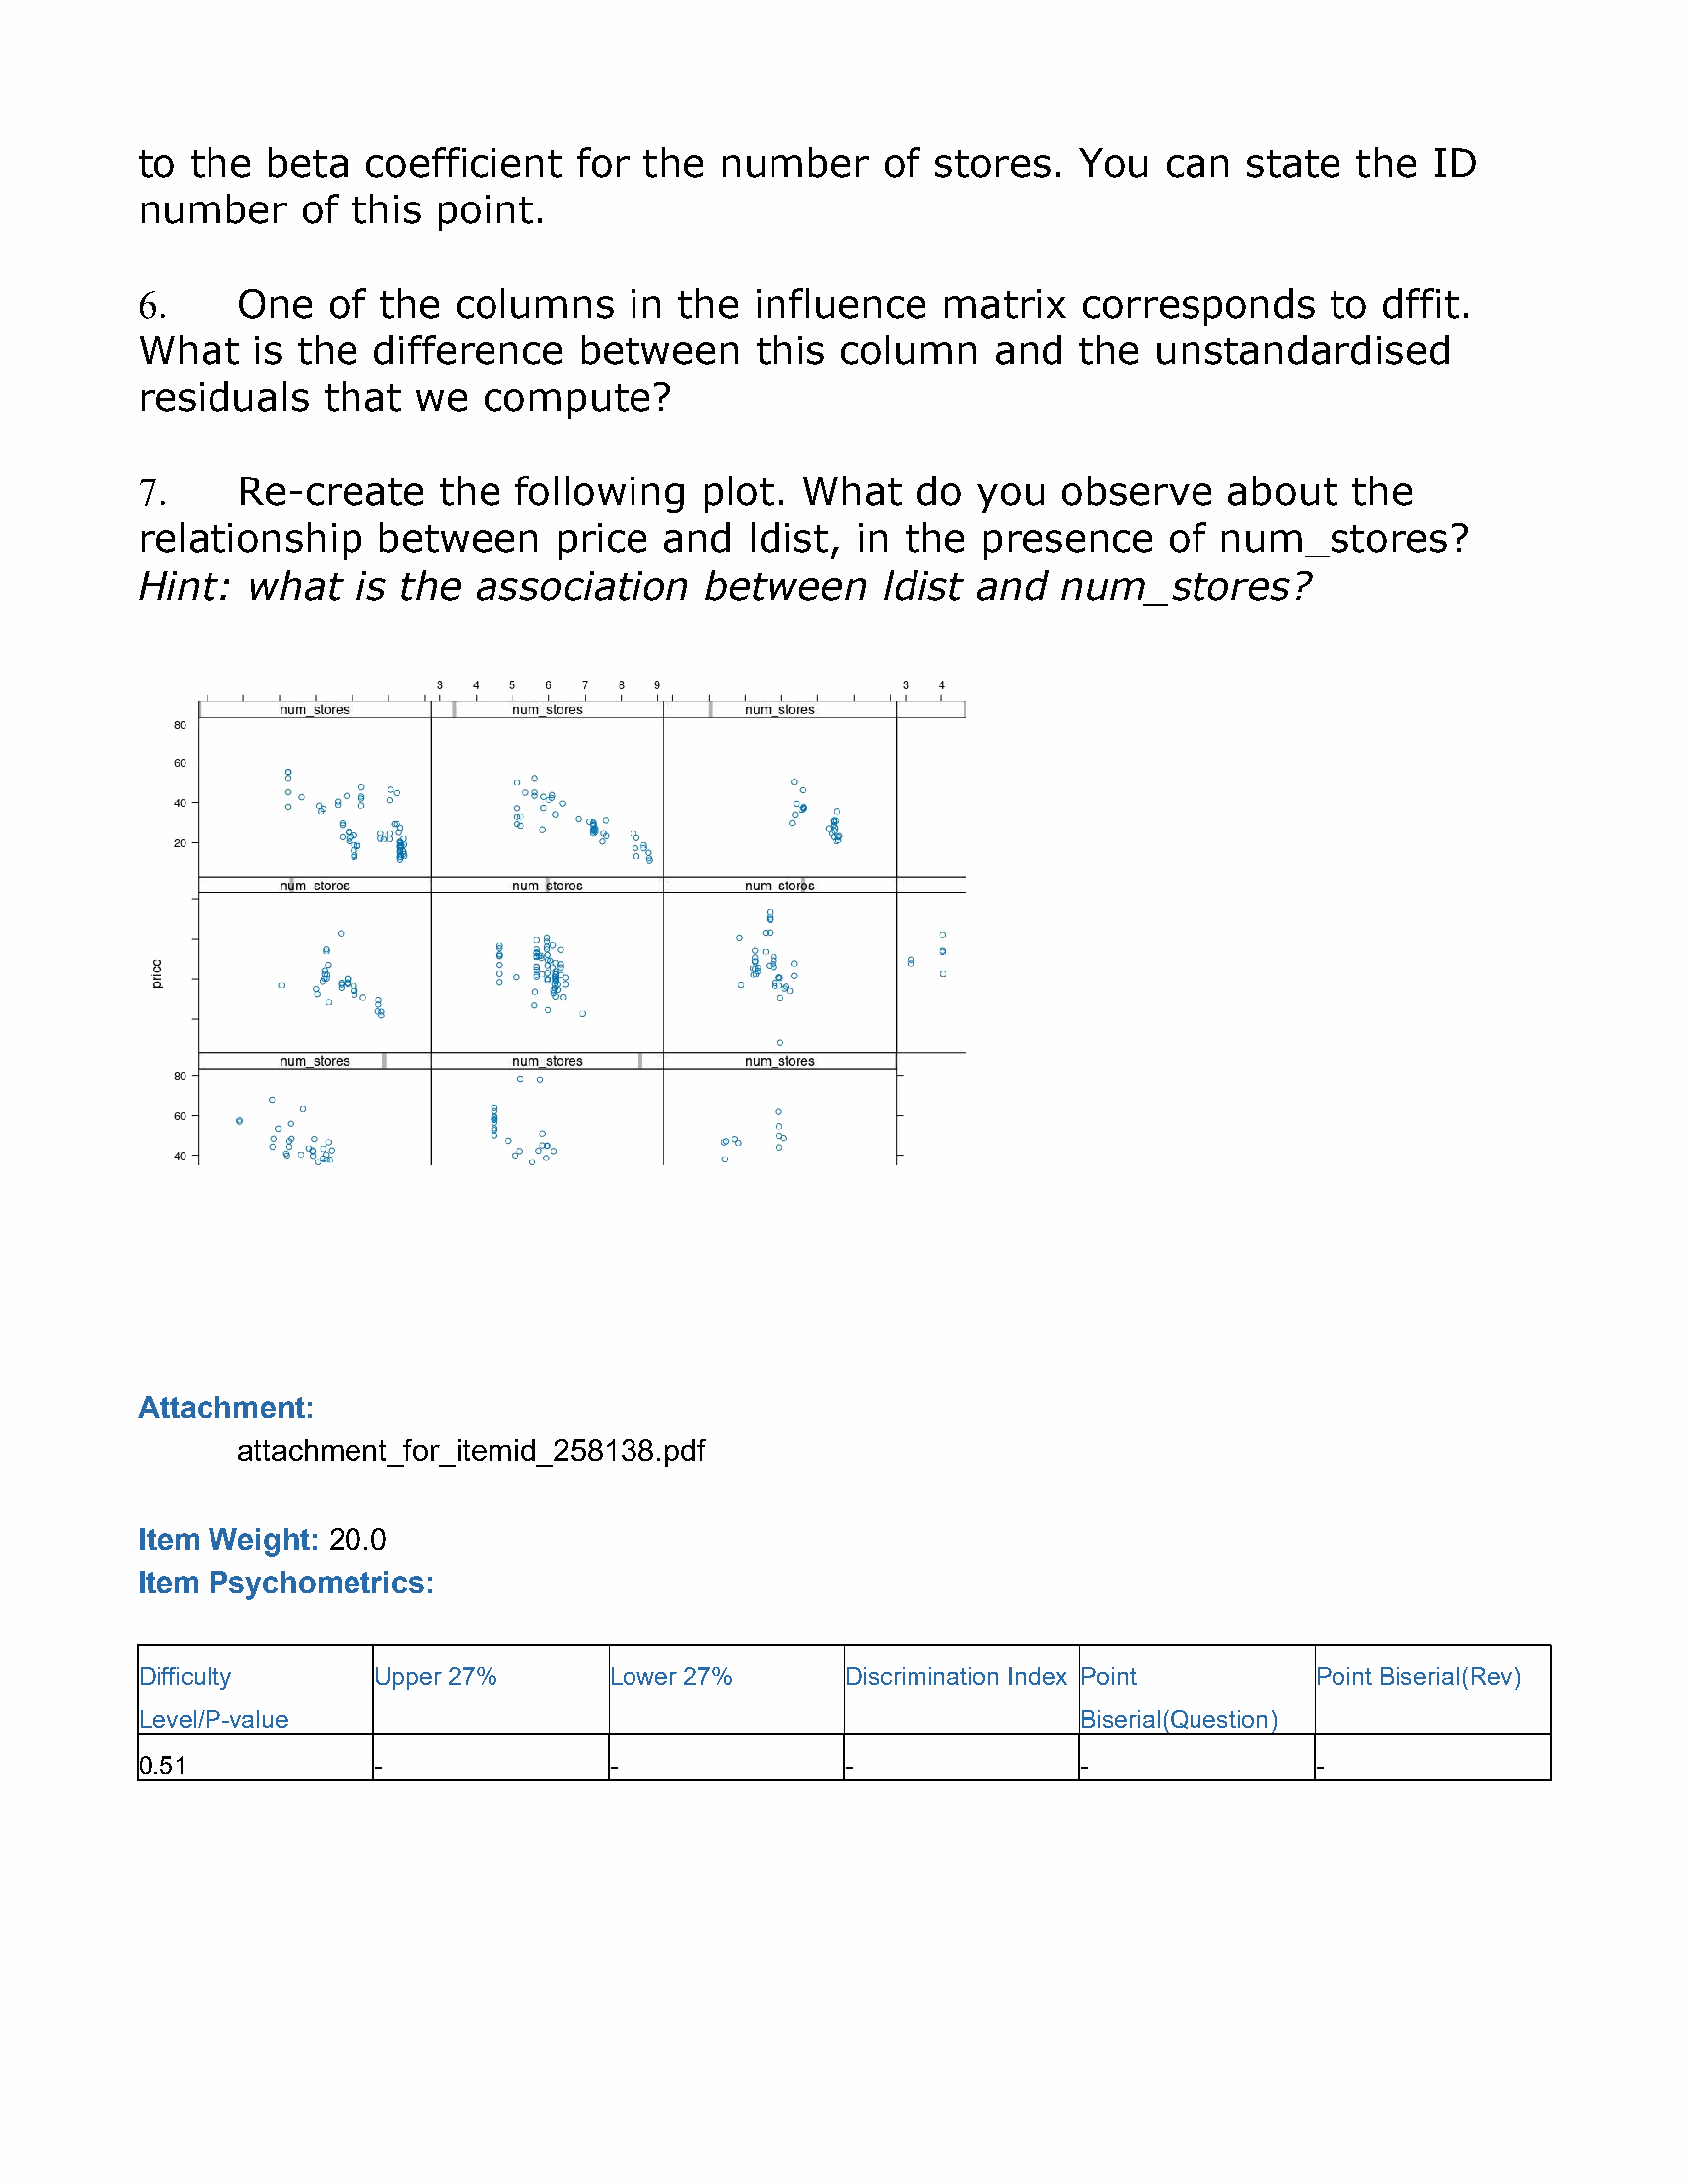 to the beta coefficient for the number of stores. You can state the ID
number of this point.
6. One of the columns in the influence matrix corresponds to dffit.
What is the difference between this column and the unstandardised
residuals that we compute?
7. Re-create the following plot. What do you observe about the
relationship between price and ldist, in the presence of num_stores?
Hint: what is the association between ldist and num_stores?
3 4 5 6 7 8 9 3 4
num_stores num_stores num_stores
80
60
40
20
num_stores num_stores num_stores
price
num_stores num_stores num_stores
80
60
40
Attachment:
attachment_for_itemid_258138.pdf
Item Weight: 20.0
Item Psychometrics:
Difficulty Upper 27% Lower 27% Discrimination Index Point Point Biserial(Rev)
Level/P-value Biserial(Question)
0.51 - - - - -